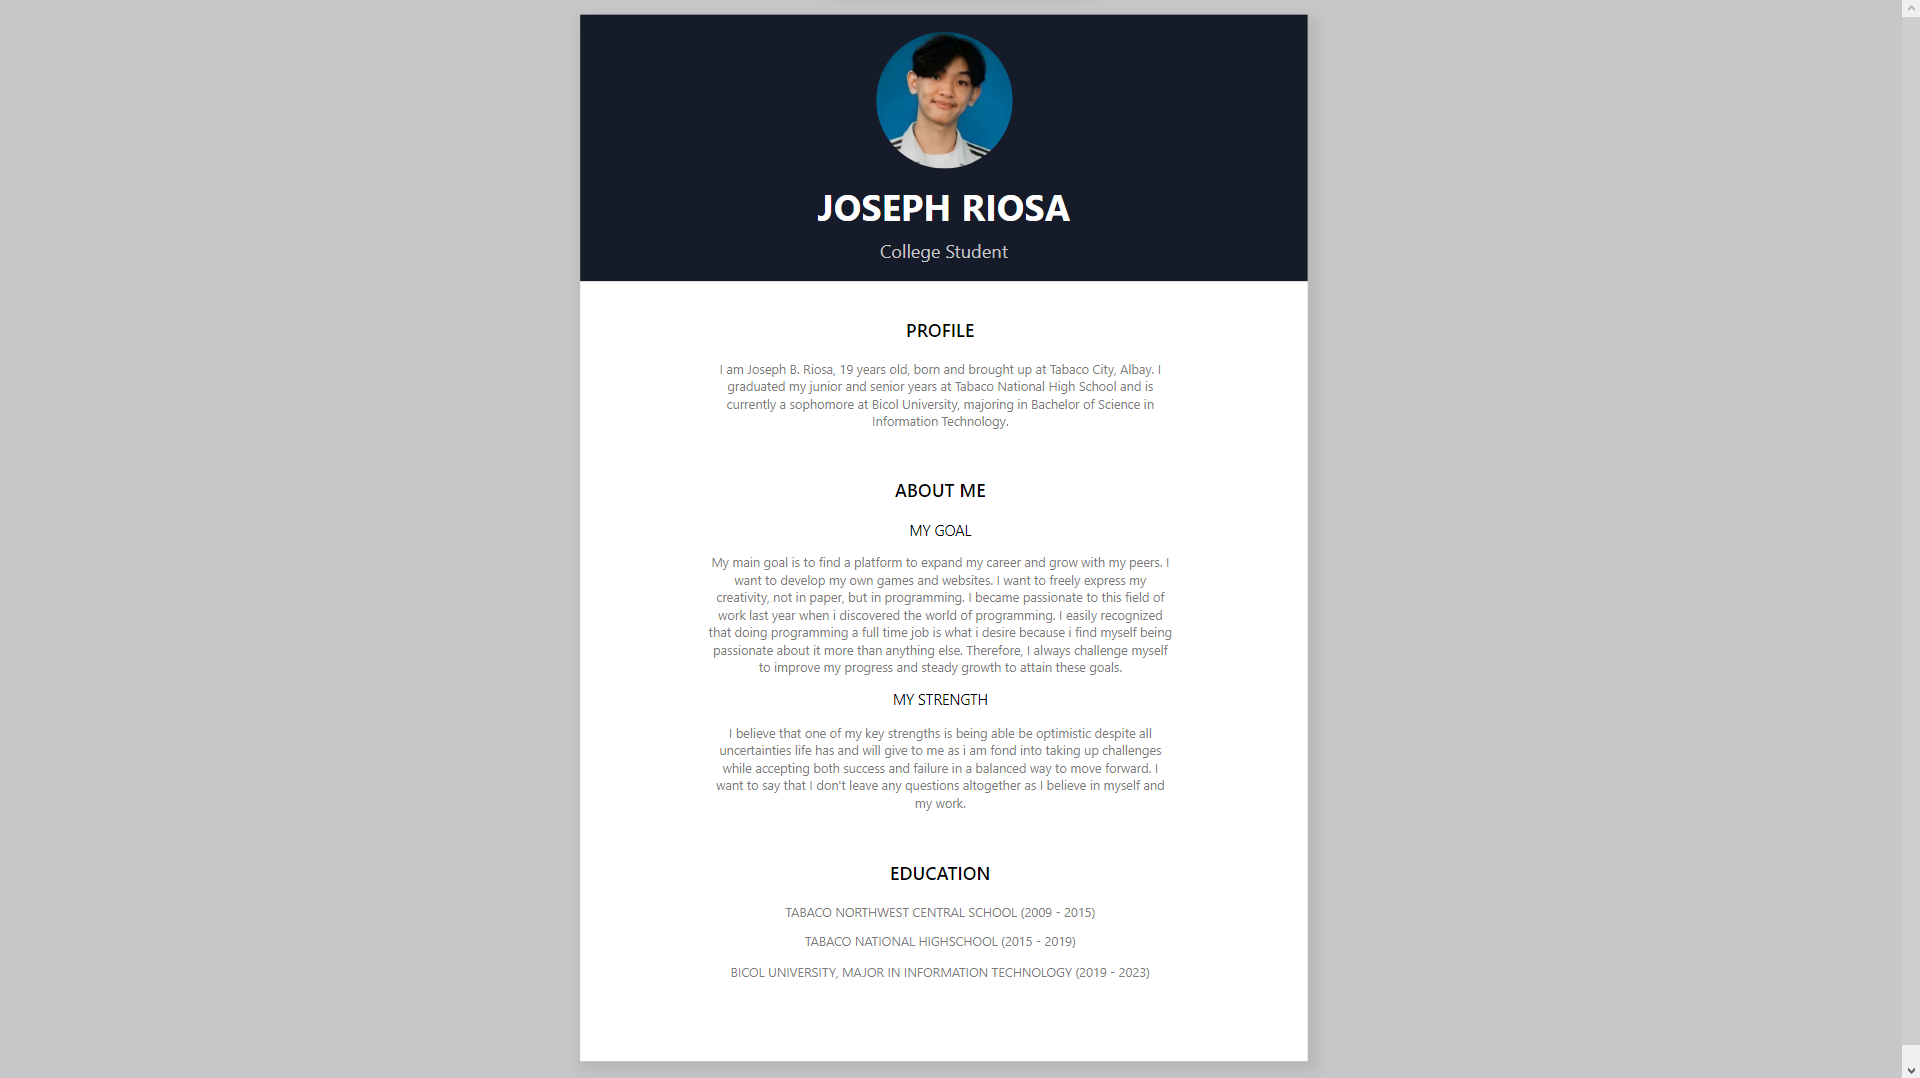 JOSEPH RIOSA
College Student
PROFILE
I am Joseph B. Riosa, 19 years old, born and brought up at Tabaco City, Albay. I
graduated my junior and senior years at Tabaco National High School and is
currently a sophomore at Bicol University, majoring in Bachelor of Science in
Information Technology.
ABOUT ME
MY GOAL
My main goal is to find a platform to expand my career and grow with my peers. I
want to develop my own games and websites. I want to freely express my
creativity, not in paper, but in programming. I became passionate to this field of
work last year when i discovered the world of programming. I easily recognized
that doing programming a full time job is what i desire because i find myself being
passionate about it more than anything else. Therefore, I always challenge myself
to improve my progress and steady growth to attain these goals.
MY STRENGTH
I believe that one of my key strengths is being able be optimistic despite all
uncertainties life has and will give to me as i am fond into taking up challenges
while accepting both success and failure in a balanced way to move forward. I
want to say that I don't leave any questions altogether as I believe in myself and
my work.
EDUCATION
TABACO NORTHWEST CENTRAL SCHOOL (2009 - 2015)
TABACO NATIONAL HIGHSCHOOL (2015 - 2019)
BICOL UNIVERSITY, MAJOR IN INFORMATION TECHNOLOGY (2019 - 2023)